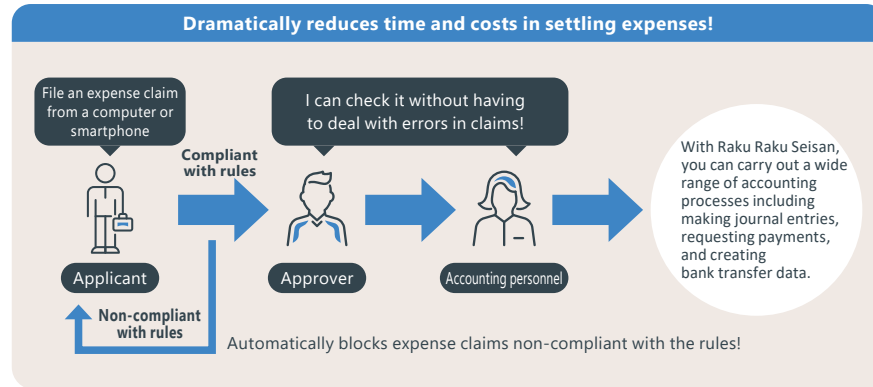 Dramatically reduces time and costs in settling expenses!
File an expense claim
from a computer or
smartphone
I can check it without having
to deal with errors in claims!
Compliant
with rules
With Raku Raku Seisan,
you can carry out a wide
range of accounting
processes including
making journal entries,
requesting payments,
and creating
bank transfer data.
Applicant
Approver
Accounting personnel
Non-compliant
with rules
Automatically blocks expense claims non-compliant with the rules!